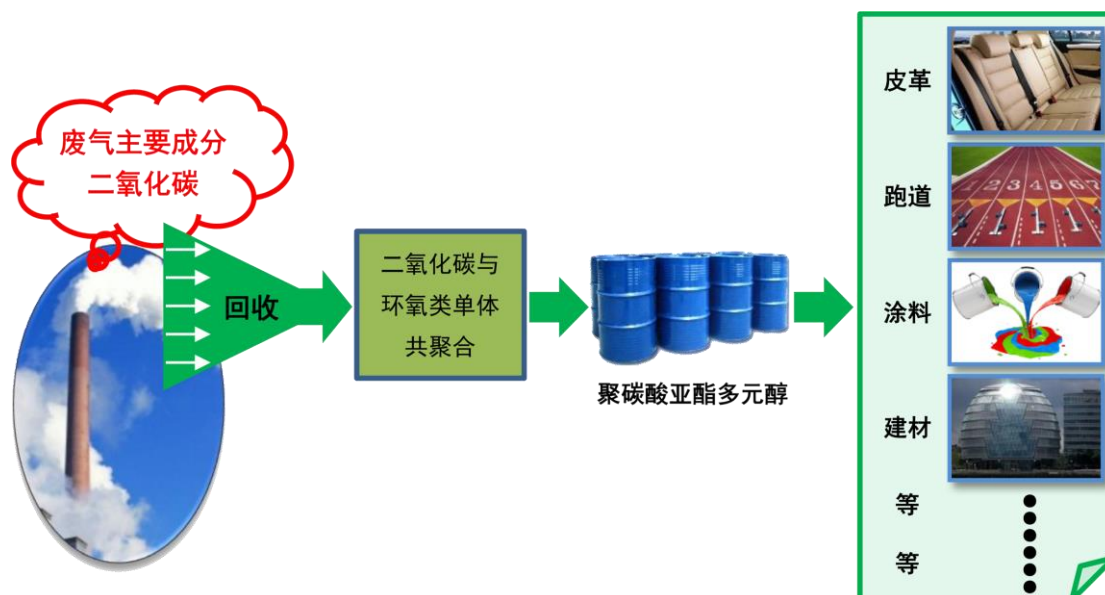 废气主要成分
二氧化碳
回收
二氧化碳与
环氧类单体
共聚合
聚碳酸亚酯多元醇
皮革
跑道
1234567
涂料
建材
等
等